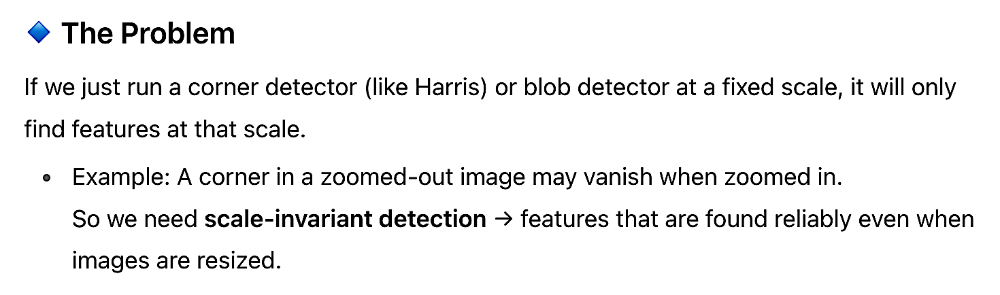 🔷 The Problem
If we just run a corner detector (like Harris) or blob detector at a fixed scale, it will only
find features at that scale.
• Example: A corner in a zoomed-out image may vanish when zoomed in.
So we need scale-invariant detection → features that are found reliably even when
images are resized.